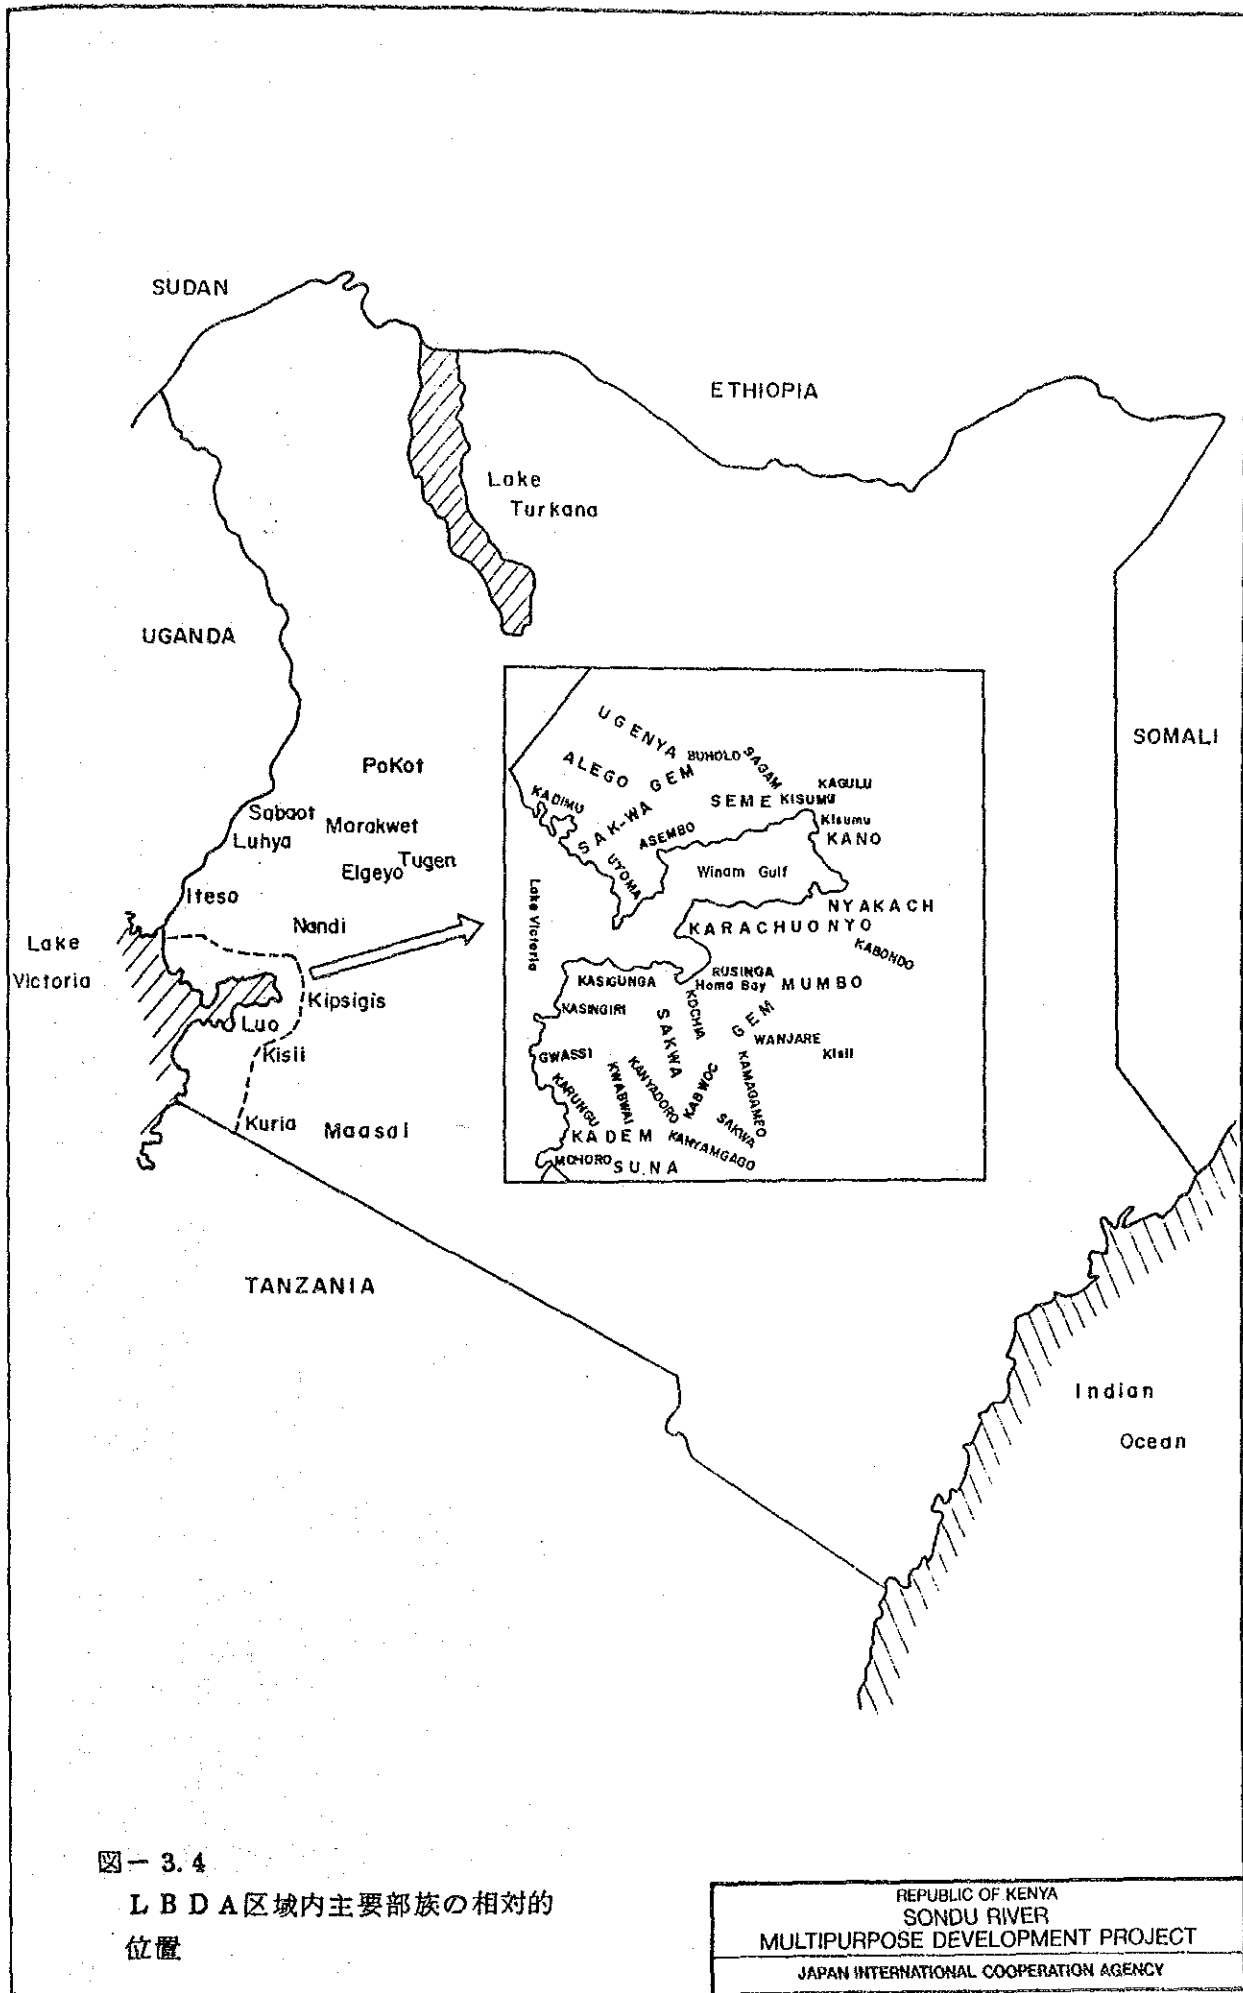 SUDAN
ETHIOPIA
Lake
Turkana
UGANDA
SOMALI
PoKot
Sabaot
Marakwet
Luhya
Tugen
Elgeyo
Iteso
Nandi
Lake
Victoria
Kipsigis
Luo
Kisii
Kuria
Maasai
UGENYA
BUHOLO
SAGAM
ALEGO
GEM
KAGULU
KADIMU
SEME
KISUMU
SAK-WA
Kisumu
ASEMBO
KANO
UYOMA
Winam Gulf
Lake Victoria
NYAKACH
KARACHUONYO
KABONDO
RUSINGA
KASIGUNGA
Homa Bay
MUMBO
KASINGIRI
KOCHIA
SAKWA
GEM
WANJARE
Kisii
GWASSI
KARUNGU
KWABWAI
KANYADORO
KABWOC
KAMAGAMBO
SAKWA
KADEM
KANYAMGAGO
MOHORO
SU.NA
TANZANIA
Indian
Ocean
図－3.4
LBDA区域内主要部族の相対的
位置
REPUBLIC OF KENYA
SONDU RIVER
MULTIPURPOSE DEVELOPMENT PROJECT
JAPAN INTERNATIONAL COOPERATION AGENCY